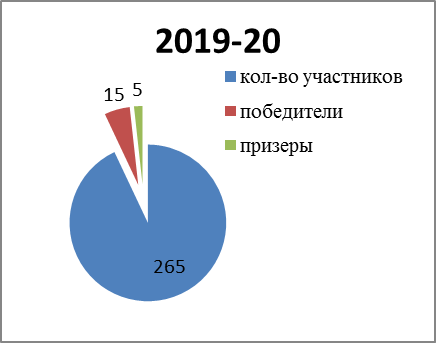 2019-20
кол-во участников
победители
призеры
15
5
265